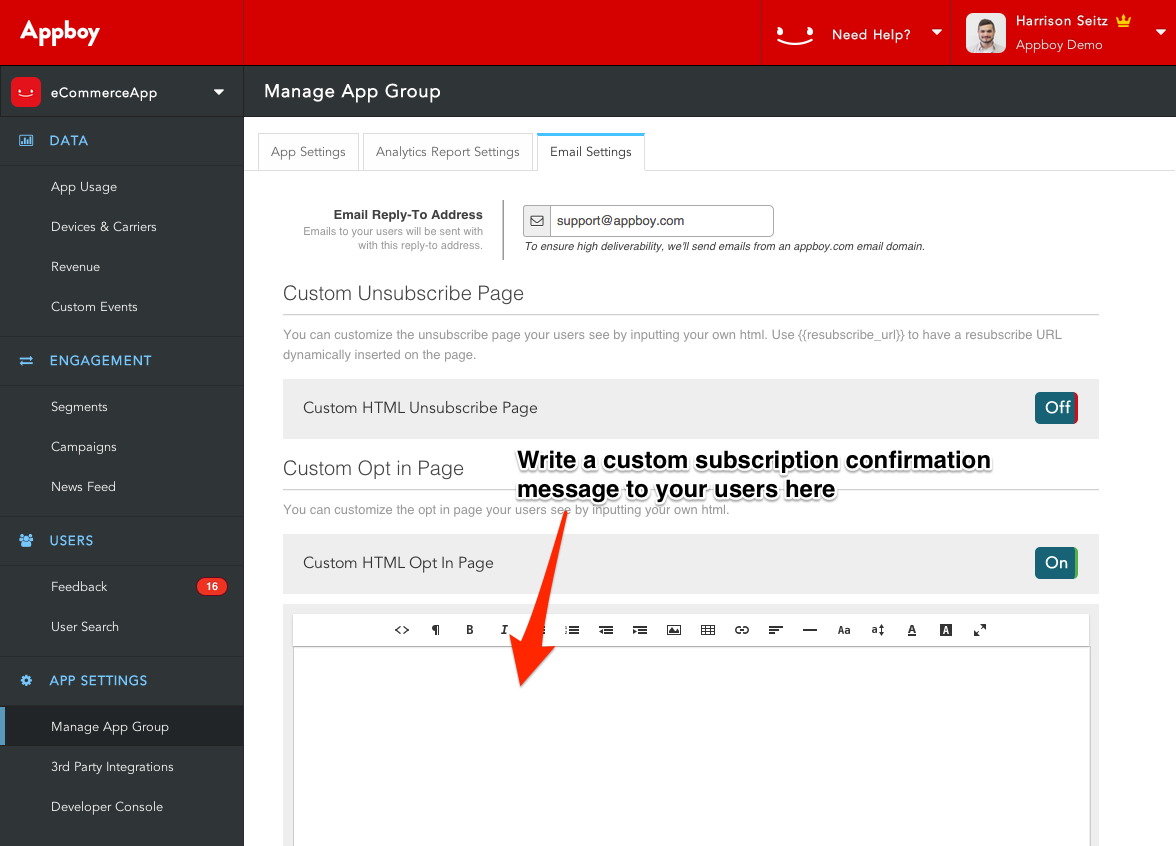 Appboy
Need Help?
Harrison Seitz
Appboy Demo
eCommerceApp
Manage App Group
DATA
App Usage
Devices & Carriers
Revenue
Custom Events
ENGAGEMENT
Segments
Campaigns
News Feed
USERS
Feedback 16
User Search
APP SETTINGS
Manage App Group
3rd Party Integrations
Developer Console
App Settings
Analytics Report Settings
Email Settings
Email Reply-To Address
Emails to your users will be sent with
with this reply-to address.
support@appboy.com
To ensure high deliverability, we'll send emails from an appboy.com email domain.
Custom Unsubscribe Page
You can customize the unsubscribe page your users see by inputting your own html. Use {{resubscribe_url}} to have a resubscribe URL
dynamically inserted on the page.
Custom HTML Unsubscribe Page
Off
Custom Opt in Page
Write a custom subscription confirmation
message to your users here
You can customize the opt in page your users see by inputting your own html.
Custom HTML Opt In Page
On
<> ¶ B I Aa a A A